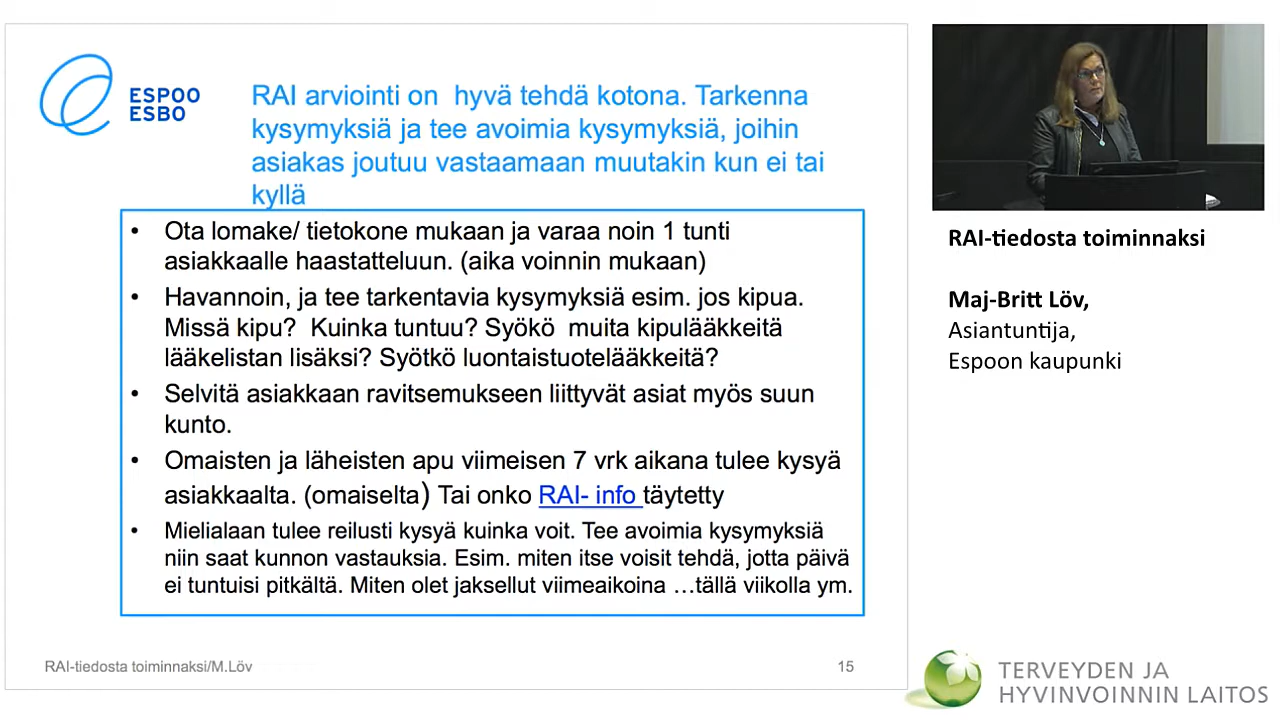 ESPOO
ESBO
RAI arviointi on hyvä tehdä kotona. Tarkenna
kysymyksiä ja tee avoimia kysymyksiä, joihin
asiakas joutuu vastaamaan muutakin kun ei tai
kyllä
• Ota lomake/ tietokone mukaan ja varaa noin 1 tunti
asiakkaalle haastatteluun. (aika voinnin mukaan)
• Havannoin, ja tee tarkentavia kysymyksiä esim. jos kipua.
Missä kipu? Kuinka tuntuu? Syökö muita kipulääkkeitä
lääkelistan lisäksi? Syötkö luontaistuotelääkkeitä?
• Selvitä asiakkaan ravitsemukseen liittyvät asiat myös suun
kunto.
• Omaisten ja läheisten apu viimeisen 7 vrk aikana tulee kysyä
asiakkaalta. (omaiselta) Tai onko RAI- info täytetty
• Mielialaan tulee reilusti kysyä kuinka voit. Tee avoimia kysymyksiä
niin saat kunnon vastauksia. Esim. miten itse voisit tehdä, jotta päivä
ei tuntuisi pitkältä. Miten olet jaksellut viimeaikoina …tällä viikolla ym.
RAI-tiedosta toiminnaksi/M.Löv
15
RAI-tiedosta toiminnaksi
Maj-Britt Löv,
Asiantuntija,
Espoon kaupunki
TERVEYDEN JA
HYVINVOINNIN LAITOS